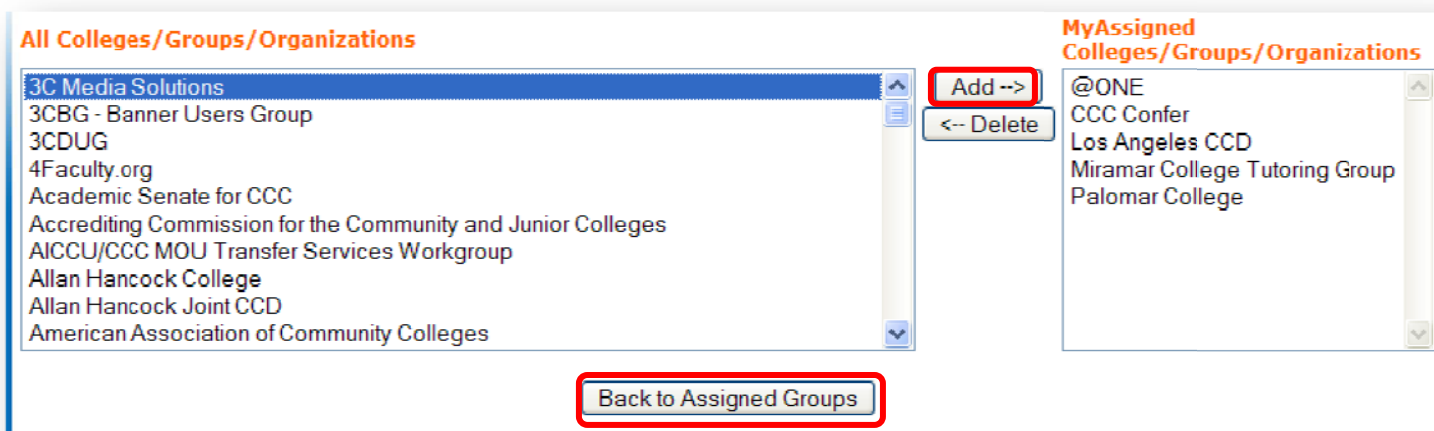 All Colleges/Groups/Organizations
3C Media Solutions
3CBG - Banner Users Group
3CDUG
4Faculty.org
Academic Senate for CCC
Accrediting Commission for the Community and Junior Colleges
AICCU/CCC MOU Transfer Services Workgroup
Allan Hancock College
Allan Hancock Joint CCD
American Association of Community Colleges
Add -->
<-- Delete
MyAssigned
Colleges/Groups/Organizations
@ONE
CCC Confer
Los Angeles CCD
Miramar College Tutoring Group
Palomar College
Back to Assigned Groups